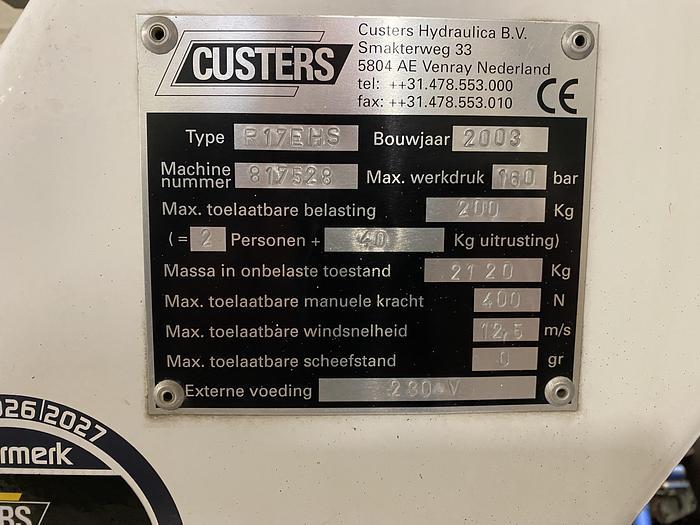 CUSTERS
Custers Hydraulica B.V.
Smakterweg 33
5804 AE Venray Nederland
tel: ++31.478.553.000
fax: ++31.478.553.010
CE
Type R17EHS Bouwjaar 2003
Machine nummer 817528 Max. werkdruk 160 bar
Max. toelaatbare belasting 200 Kg
( = 2 Personen + 40 Kg uitrusting)
Massa in onbelaste toestand 2120 Kg
Max. toelaatbare manuele kracht 400 N
Max. toelaatbare windsnelheid 12,5 m/s
Max. toelaatbare scheefstand 0 gr
Externe voeding 230 V
026/2027
rmerk
RS